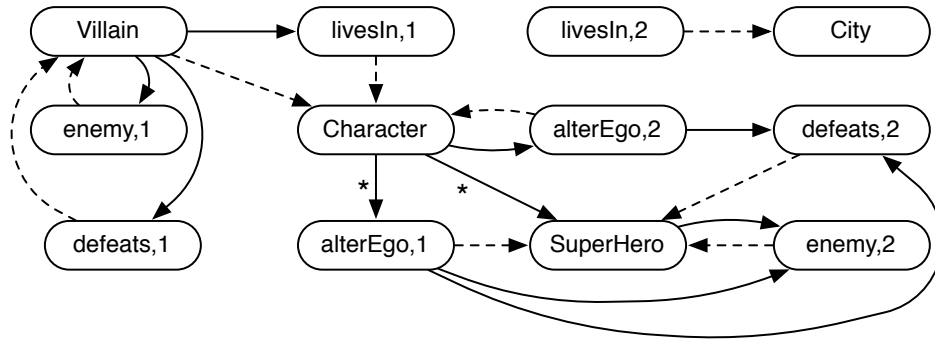 Villain
livesIn,1
livesIn,2
City
enemy,1
Character
alterEgo,2
defeats,2
*
*
defeats,1
alterEgo,1
SuperHero
enemy,2